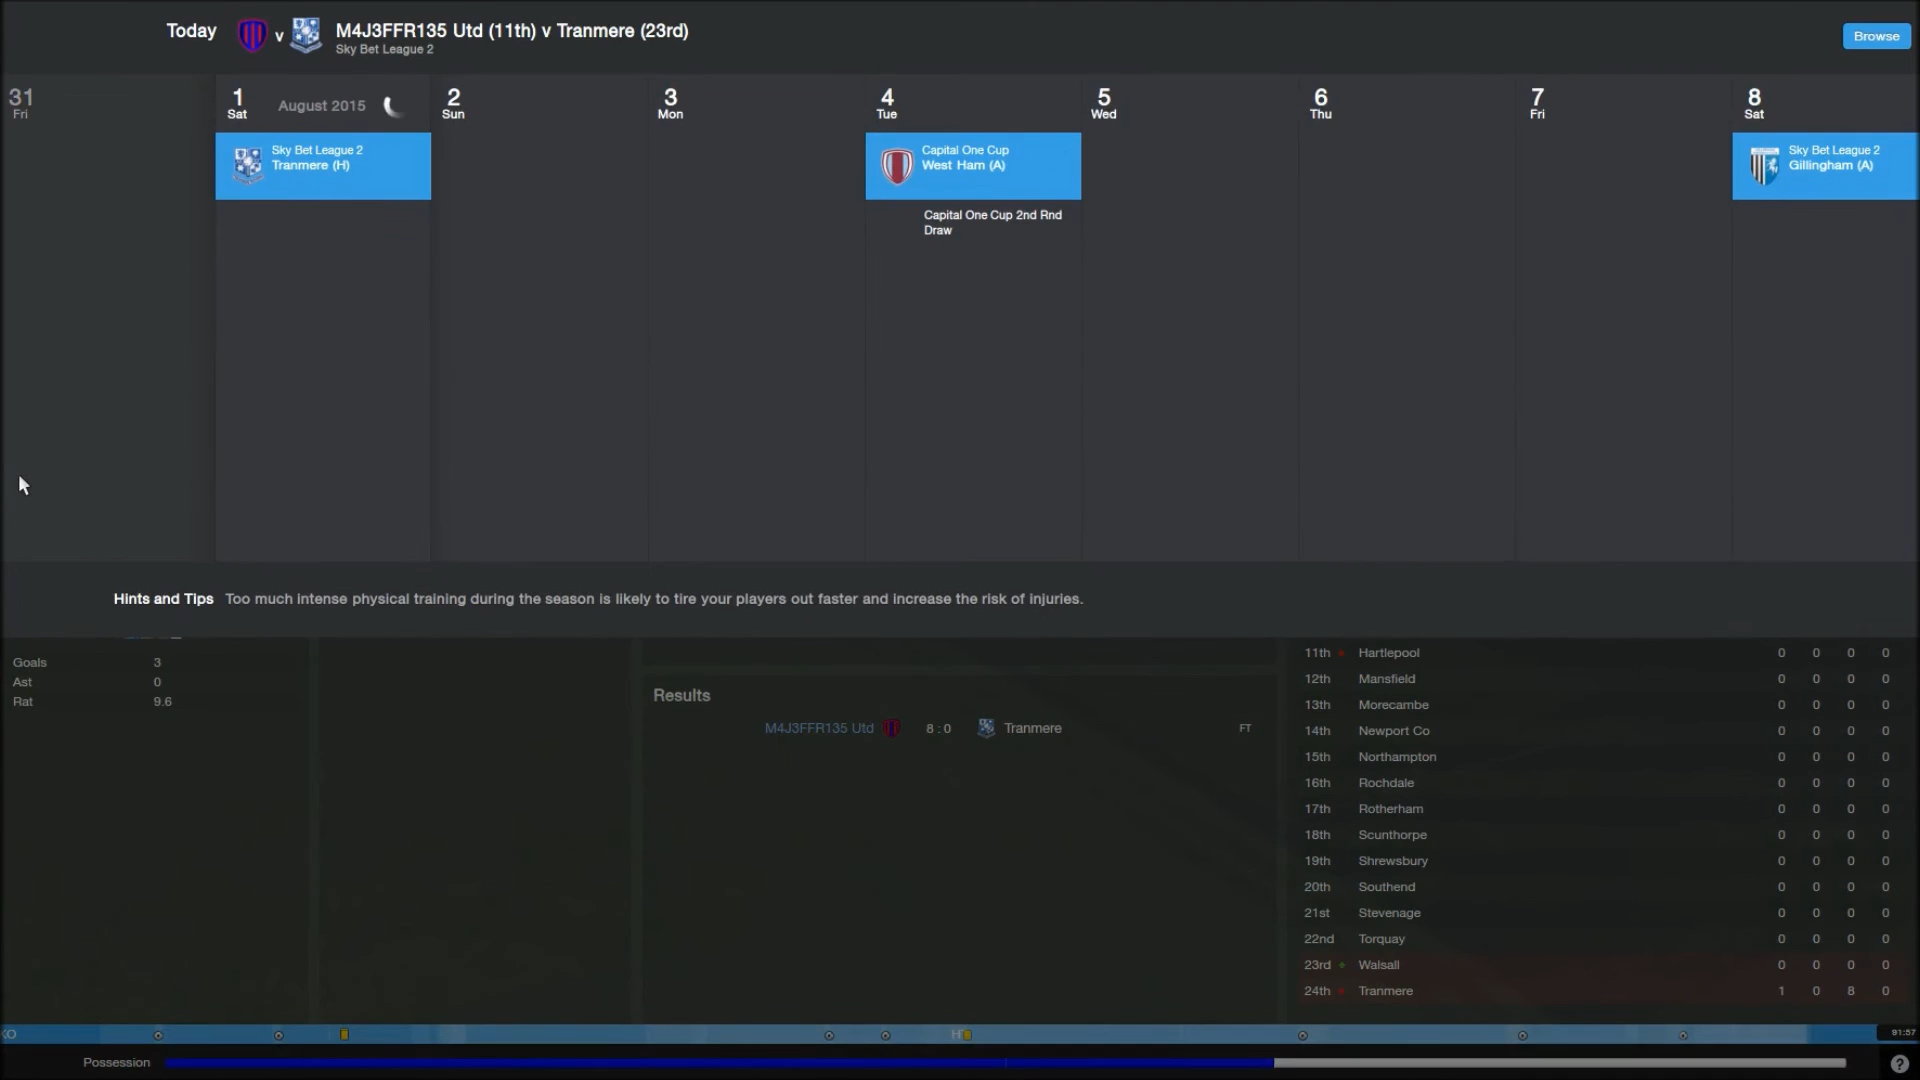 Today v M4J3FFR135 Utd (11th) v Tranmere (23rd)
Sky Bet League 2
Browse
31 Fri
1 Sat August 2015
2 Sun
3 Mon
4 Tue
5 Wed
6 Thu
7 Fri
8 Sat
Sky Bet League 2
Tranmere (H)
Capital One Cup
West Ham (A)
Capital One Cup 2nd Rnd
Draw
Sky Bet League 2
Gillingham (A)
Hints and Tips Too much intense physical training during the season is likely to tire your players out faster and increase the risk of injuries.
Goals 3
Ast 0
Rat 9.6
Results
M4J3FFR135 Utd 8 : 0 Tranmere FT
11th Hartlepool 0 0 0 0
12th Mansfield 0 0 0 0
13th Morecambe 0 0 0 0
14th Newport Co 0 0 0 0
15th Northampton 0 0 0 0
16th Rochdale 0 0 0 0
17th Rotherham 0 0 0 0
18th Scunthorpe 0 0 0 0
19th Shrewsbury 0 0 0 0
20th Southend 0 0 0 0
21st Stevenage 0 0 0 0
22nd Torquay 0 0 0 0
23rd Walsall 0 0 0 0
24th Tranmere 1 0 8 0
KO HT 91:57
Possession ?